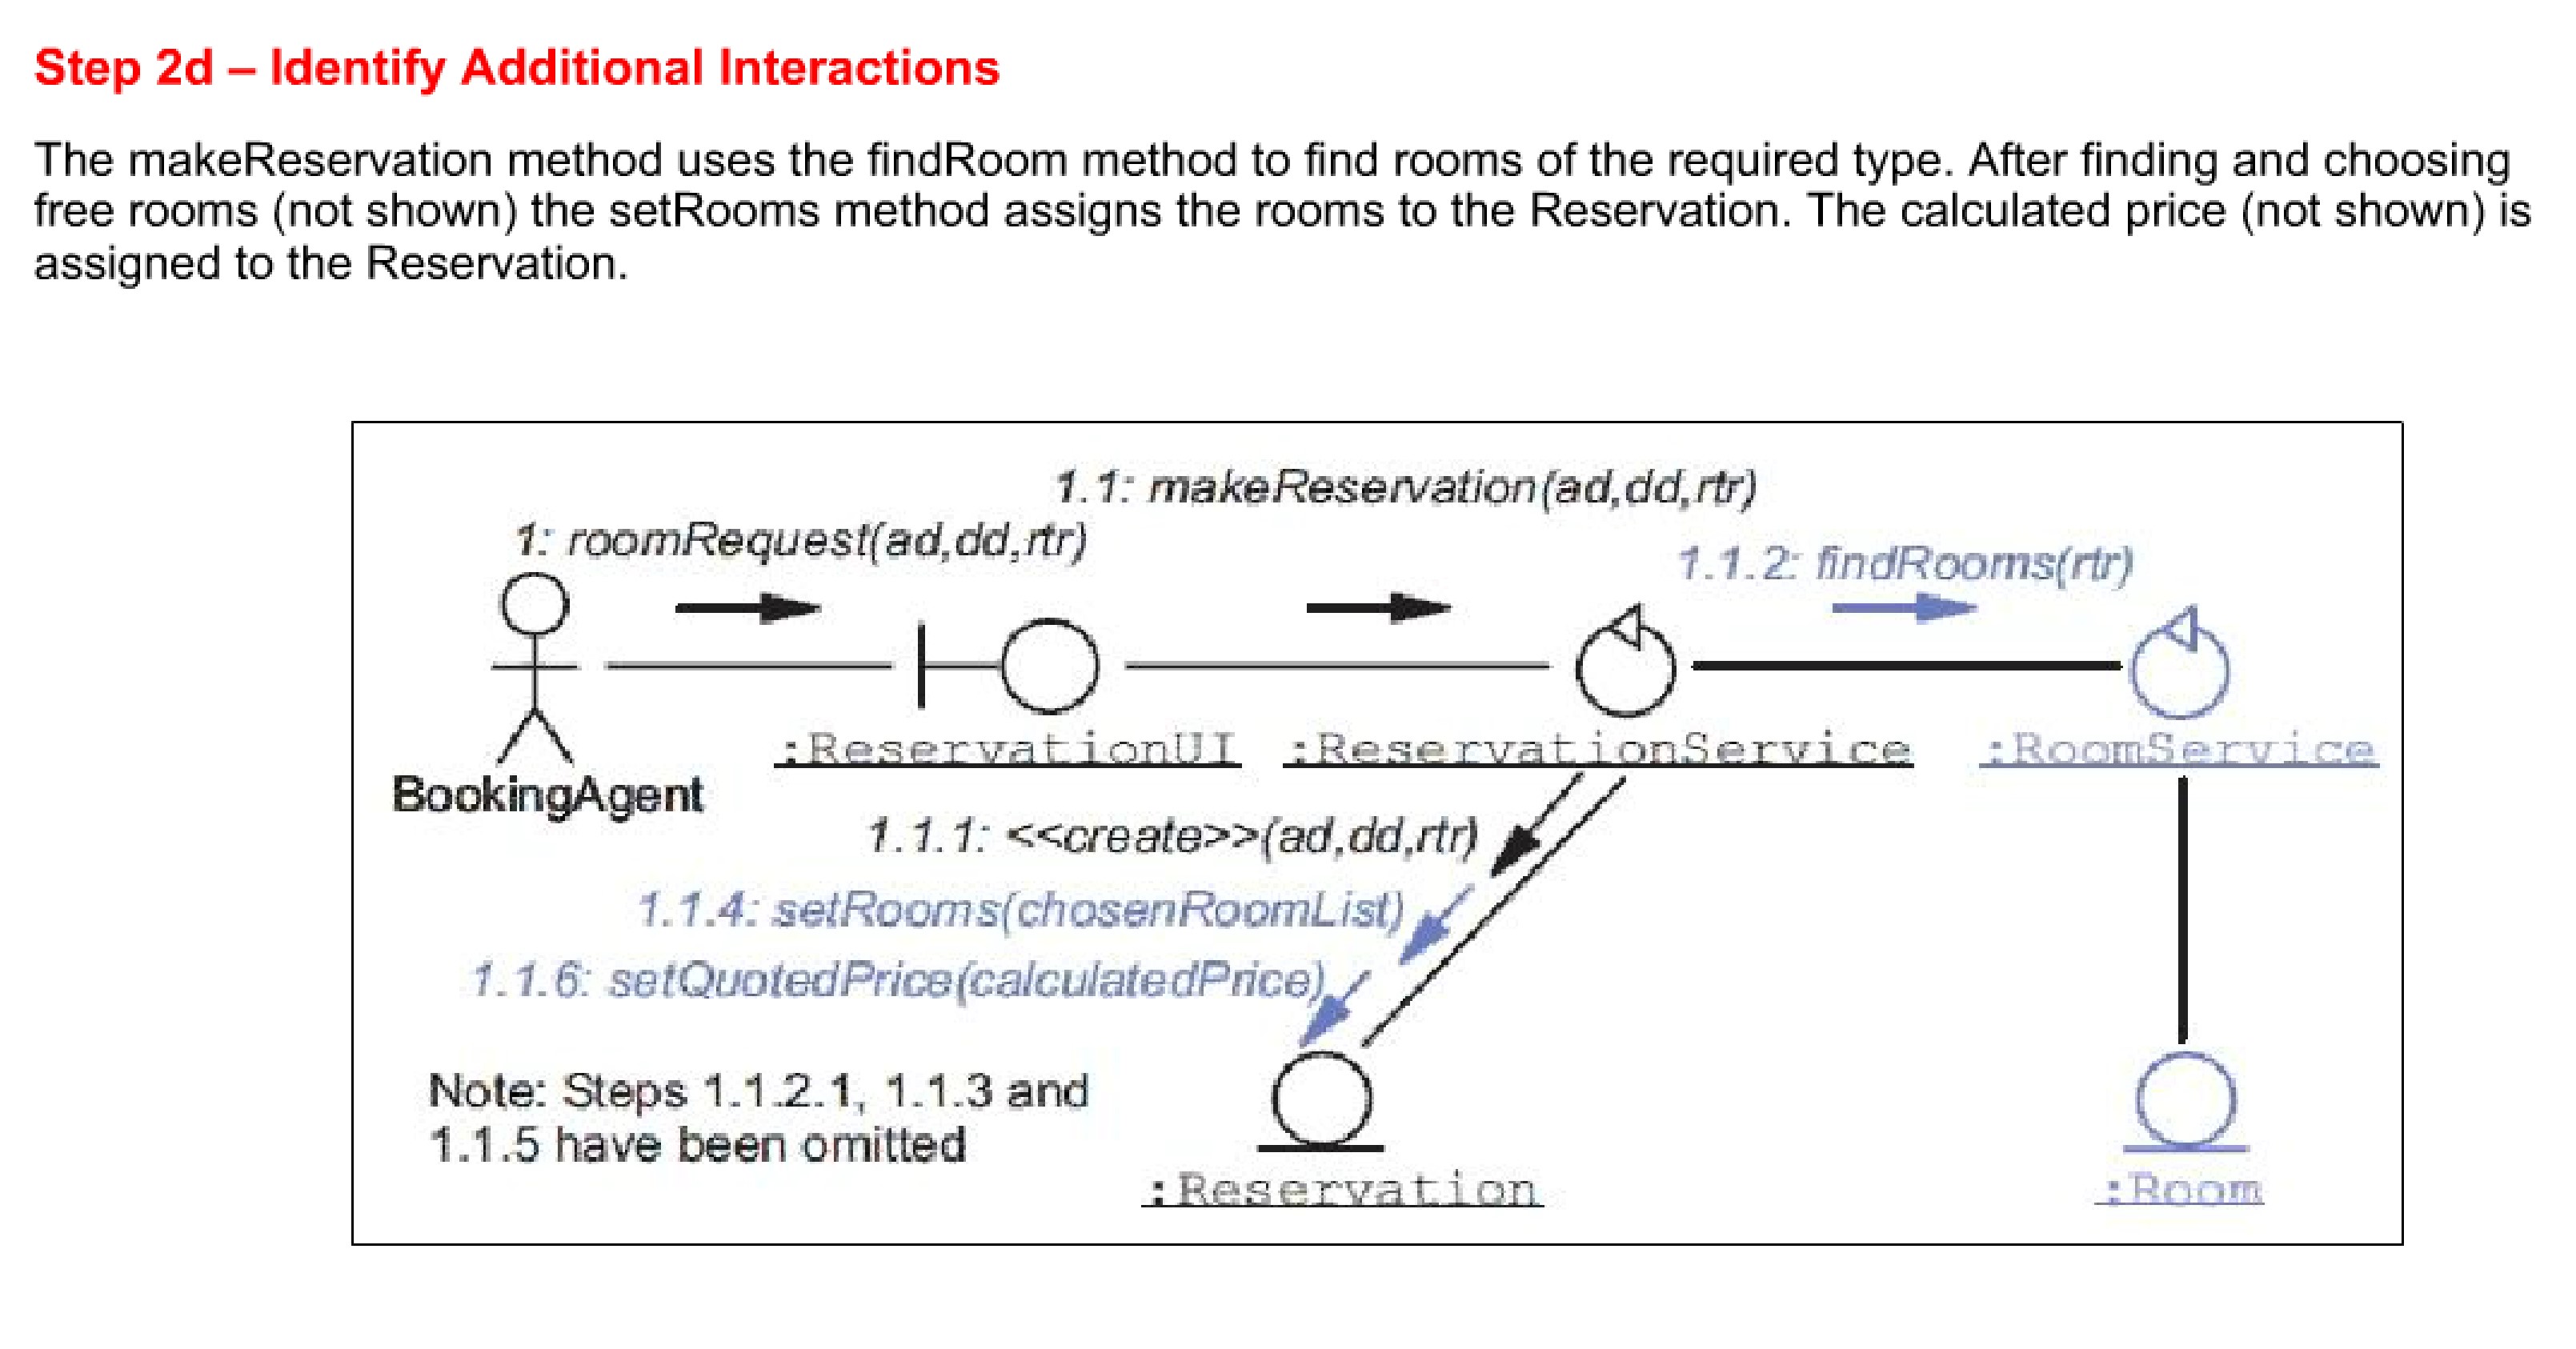 Step 2d – Identify Additional Interactions
The makeReservation method uses the findRoom method to find rooms of the required type. After finding and choosing
free rooms (not shown) the setRooms method assigns the rooms to the Reservation. The calculated price (not shown) is
assigned to the Reservation.
1.1: makeReservation(ad,dd,rtr)
1: roomRequest(ad,dd,rtr)
1.1.2: findRooms(rtr)
:ReservationUI
:ReservationService
:RoomService
BookingAgent
1.1.1: <<create>>(ad,dd,rtr)
1.1.4: setRooms(chosenRoomList)
1.1.6: setQuotedPrice(calculatedPrice)
Note: Steps 1.1.2.1, 1.1.3 and
1.1.5 have been omitted
:Reservation
:Room